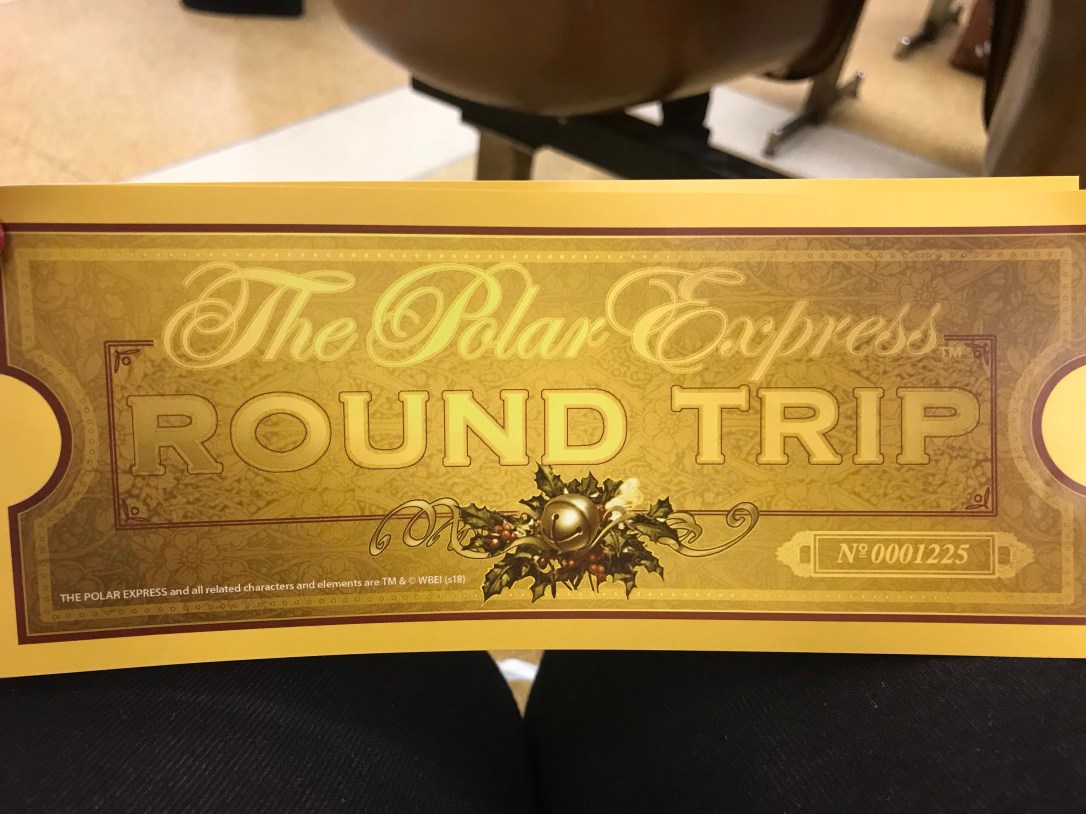 The Polar Express™
ROUND TRIP
Nº 0001225
THE POLAR EXPRESS and all related characters and elements are TM & © WBEI (s18)